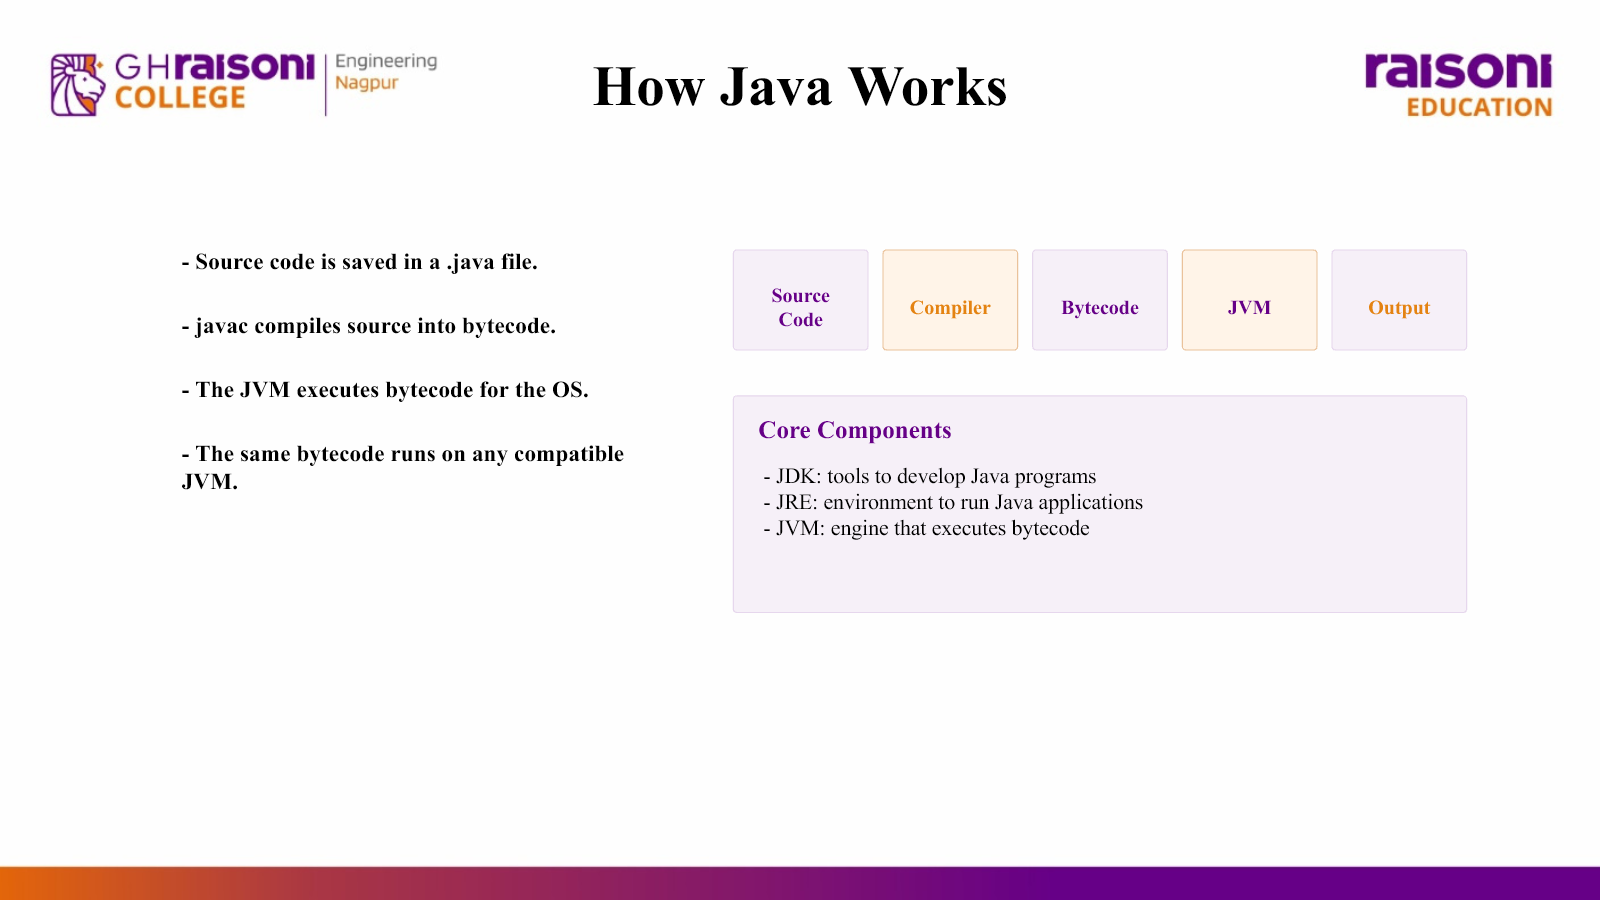 GHraisoni
COLLEGE
Engineering
Nagpur
How Java Works
raisoni
EDUCATION
- Source code is saved in a .java file.
- javac compiles source into bytecode.
- The JVM executes bytecode for the OS.
- The same bytecode runs on any compatible
JVM.
Source
Code
Compiler
Bytecode
JVM
Output
Core Components
- JDK: tools to develop Java programs
- JRE: environment to run Java applications
- JVM: engine that executes bytecode